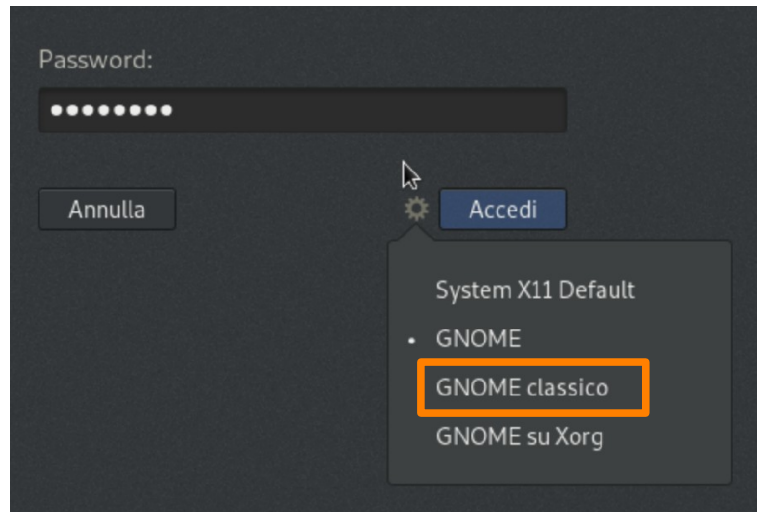 Password:
••••••••
Annulla
Accedi
System X11 Default
• GNOME
GNOME classico
GNOME su Xorg